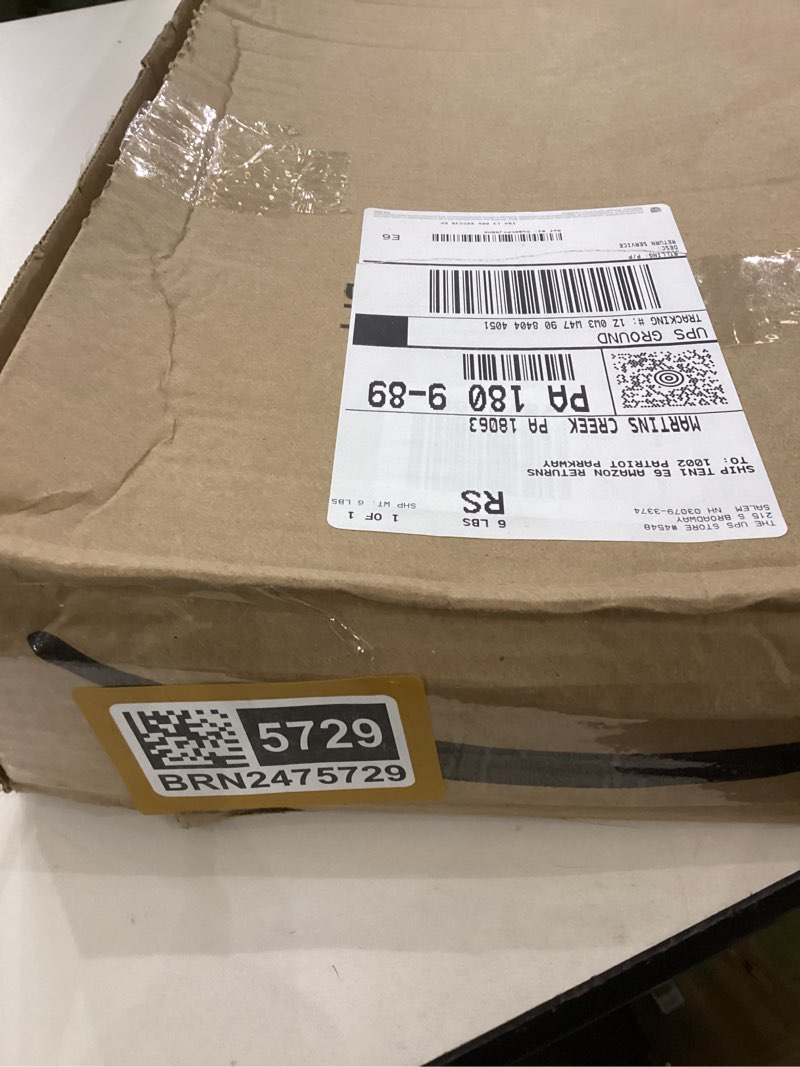 THE UPS STORE #4548
215 S BROADWAY
SALEM NH 03079-3374
6 LBS
RS
1 OF 1
SHP WT: 6 LBS
SHIP TEN1 E6 AMAZON RETURNS
TO: 1002 PATRIOT PARKWAY
MARTINS CREEK PA 18063
PA 180 9-89
UPS GROUND
TRACKING #: 1Z 0W3 W47 90 8404 4051
BILLING: P/P
DESC
RETURN SERVICE
E6
5729
BRN2475729